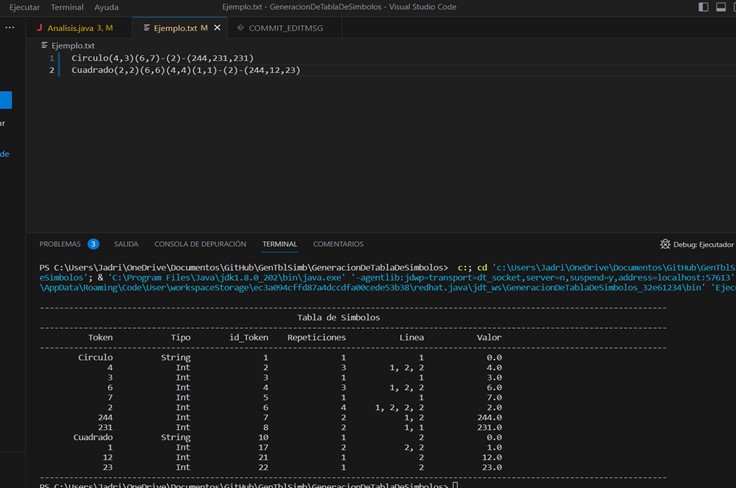 Ejecutar Terminal Ayuda Ejemplo.txt - GeneracionDeTablaDeSimbolos - Visual Studio Code
··· J Analisis.java 3, M Ejemplo.txt M COMMIT_EDITMSG
Ejemplo.txt
1 Circulo(4,3)(6,7)-(2)-(244,231,231)
2 Cuadrado(2,2)(6,6)(4,4)(1,1)-(2)-(244,12,23)
ar
de
PROBLEMAS 3 SALIDA CONSOLA DE DEPURACIÓN TERMINAL COMENTARIOS Debug: Ejecutador
PS C:\Users\Jadri\OneDrive\Documentos\GitHub\GenTblSimb\GeneracionDeTablaDeSimbolos> c:; cd 'c:\Users\Jadri\OneDrive\Documentos\GitHub\GenTblS
eSimbolos'; & 'C:\Program Files\Java\jdk1.8.0_202\bin\java.exe' '-agentlib:jdwp=transport=dt_socket,server=n,suspend=y,address=localhost:57613'
\AppData\Roaming\Code\User\workspaceStorage\ec3a094cffd87a4dccdfa00cede53b38\redhat.java\jdt_ws\GeneracionDeTablaDeSimbolos_32e61234\bin' 'Ejec
Tabla de Simbolos
Token Tipo id_Token Repeticiones Linea Valor
Circulo String 1 1 1 0.0
4 Int 2 3 1, 2, 2 4.0
3 Int 3 1 1 3.0
6 Int 4 3 1, 2, 2 6.0
7 Int 5 1 1 7.0
2 Int 6 4 1, 2, 2, 2 2.0
244 Int 7 2 1, 2 244.0
231 Int 8 2 1, 1 231.0
Cuadrado String 10 1 2 0.0
1 Int 17 2 2, 2 1.0
12 Int 21 1 2 12.0
23 Int 22 1 2 23.0
PS C:\Users\Jadri\OneDrive\Documentos\GitHub\GenTblSimb\GeneracionDeTablaDeSimbolos>